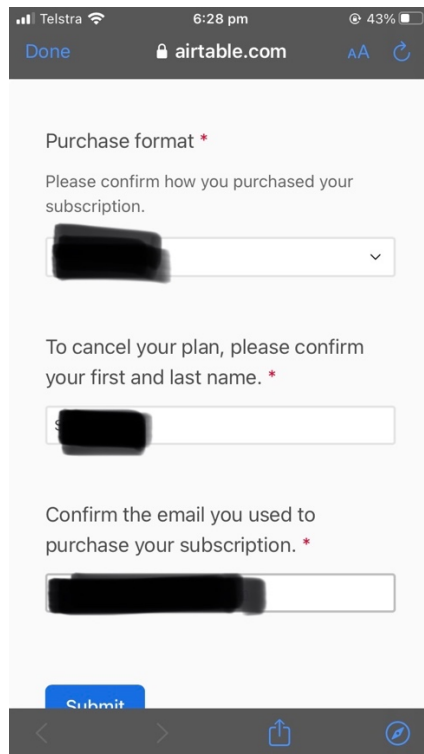 Telstra 6:28 pm 43%
Done airtable.com AA
Purchase format *
Please confirm how you purchased your
subscription.
To cancel your plan, please confirm
your first and last name. *
Confirm the email you used to
purchase your subscription. *
Submit